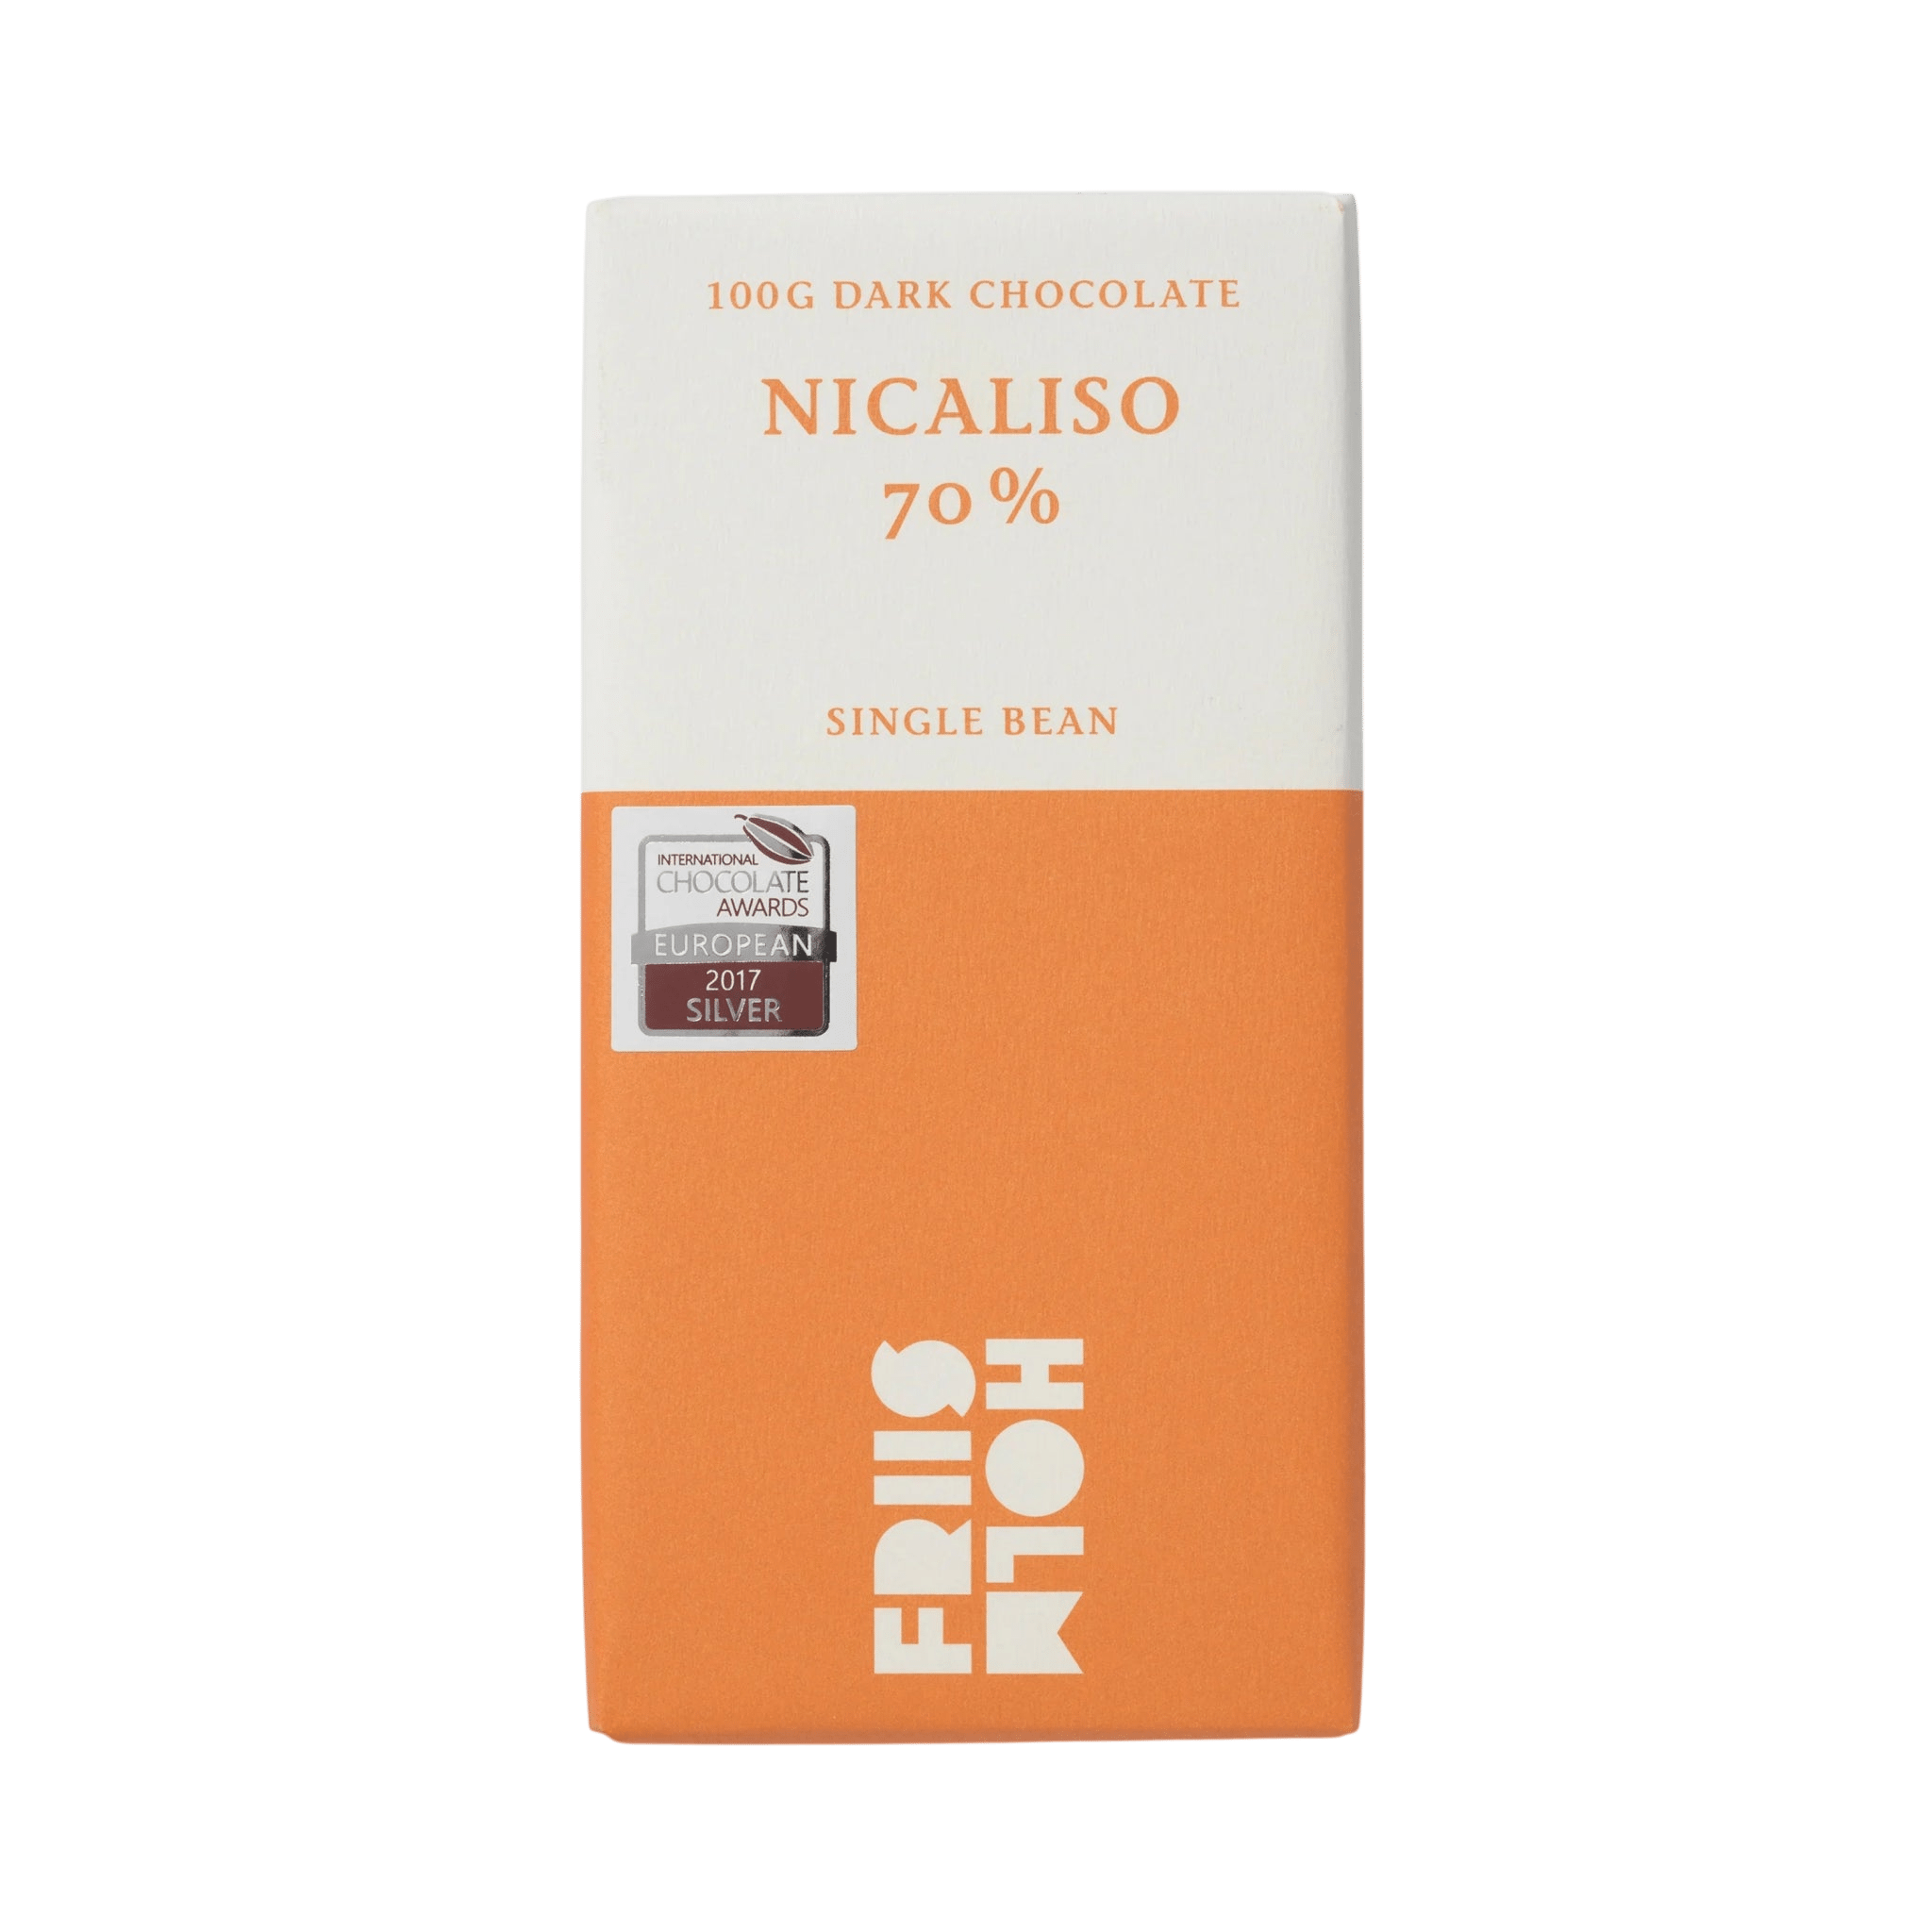 100G DARK CHOCOLATE
NICALISO
70%
SINGLE BEAN
INTERNATIONAL
CHOCOLATE
AWARDS
EUROPEAN
2017
SILVER
FRIIS
HOLM